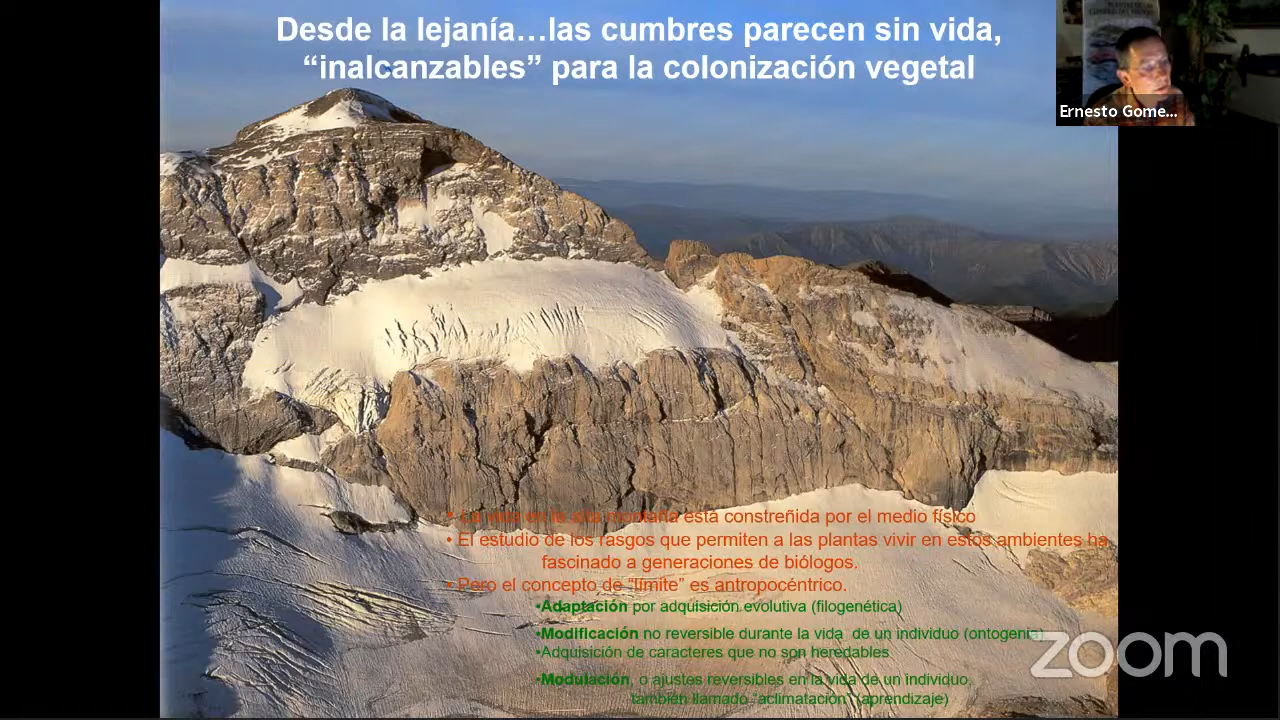 Desde la lejanía…las cumbres parecen sin vida,
“inalcanzables” para la colonización vegetal
Ernesto Gome...
• La vida en la alta montaña está constreñida por el medio físico
• El estudio de los rasgos que permiten a las plantas vivir en estos ambientes ha
fascinado a generaciones de biólogos.
• Pero el concepto de “límite” es antropocéntrico.
•Adaptación por adquisición evolutiva (filogenética)
•Modificación no reversible durante la vida de un individuo (ontogenia)
•Adquisición de caracteres que no son heredables
•Modulación, o ajustes reversibles en la vida de un individuo,
también llamado “aclimatación” (aprendizaje)
zoom